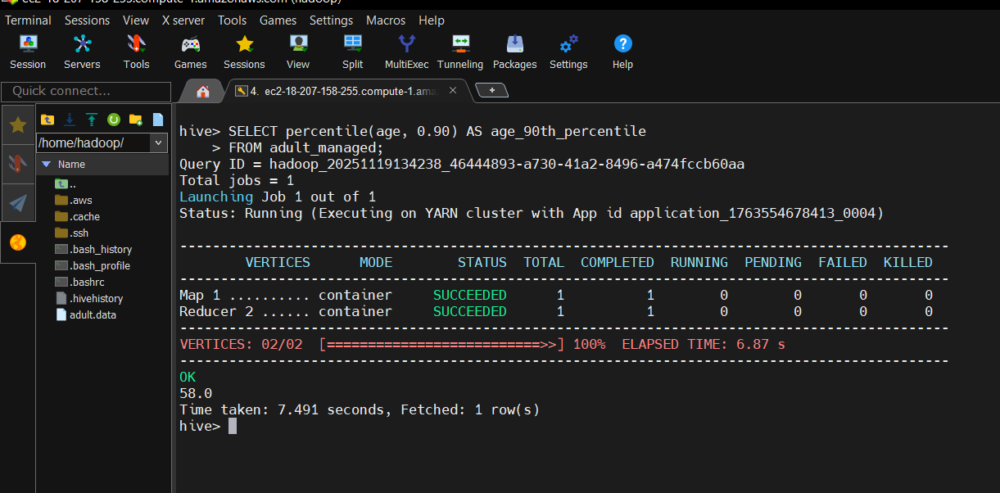 ec2-18-207-158-255.compute-1.amazonaws.com (hadoop)
Terminal Sessions View X server Tools Games Settings Macros Help
Session Servers Tools Games Sessions View Split MultiExec Tunneling Packages Settings Help
Quick connect...
4. ec2-18-207-158-255.compute-1.ama
/home/hadoop/
Name
..
.aws
.cache
.ssh
.bash_history
.bash_profile
.bashrc
.hivehistory
adult.data
hive> SELECT percentile(age, 0.90) AS age_90th_percentile
    > FROM adult_managed;
Query ID = hadoop_20251119134238_46444893-a730-41a2-8496-a474fccb60aa
Total jobs = 1
Launching Job 1 out of 1
Status: Running (Executing on YARN cluster with App id application_1763554678413_0004)
----------------------------------------------------------------------------------------------
        VERTICES      MODE        STATUS  TOTAL  COMPLETED  RUNNING  PENDING  FAILED  KILLED
----------------------------------------------------------------------------------------------
Map 1 .......... container     SUCCEEDED      1          1        0        0       0       0
Reducer 2 ...... container     SUCCEEDED      1          1        0        0       0       0
----------------------------------------------------------------------------------------------
VERTICES: 02/02  [==========================>>] 100%  ELAPSED TIME: 6.87 s
----------------------------------------------------------------------------------------------
OK
58.0
Time taken: 7.491 seconds, Fetched: 1 row(s)
hive>